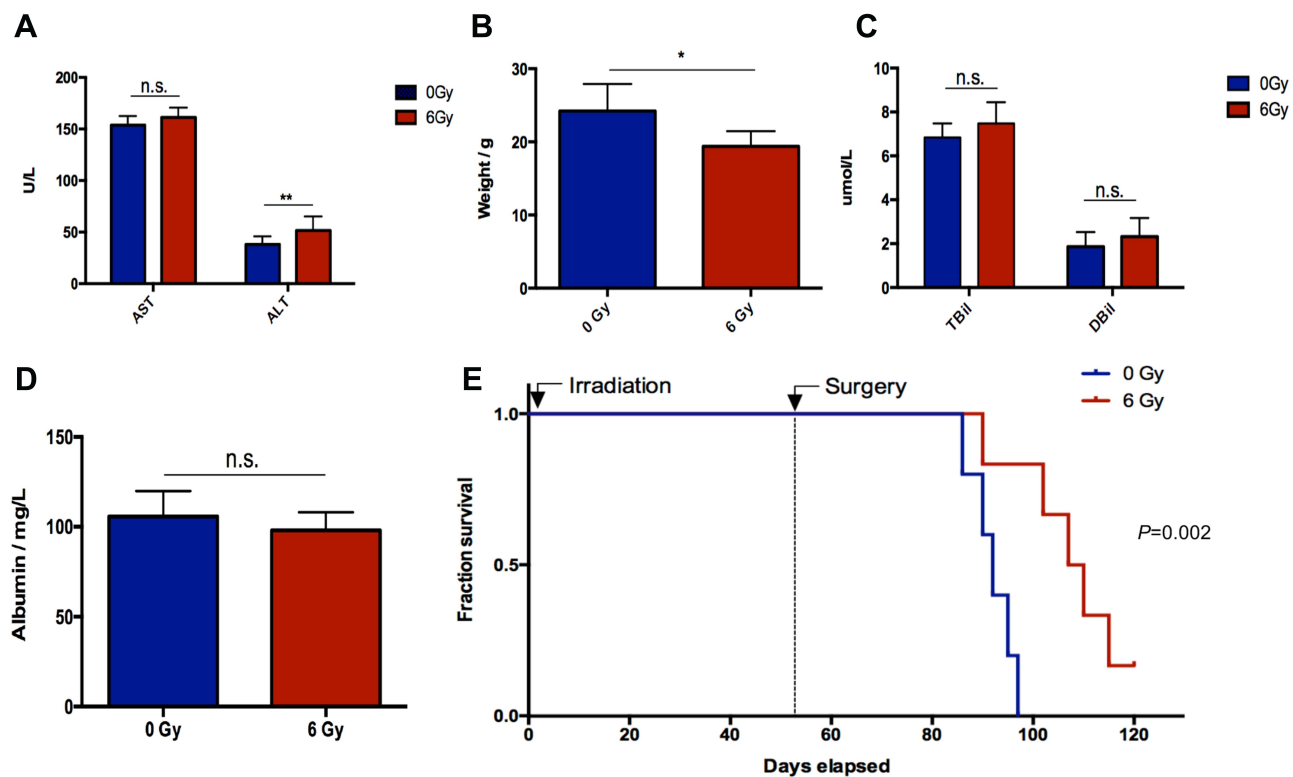 A
200
150
100
50
0
U/L
n.s.
**
AST
ALT
0Gy
6Gy
B
30
20
10
0
Weight / g
*
0 Gy
6 Gy
C
10
8
6
4
2
0
umol/L
n.s.
n.s.
TBil
DBil
0Gy
6Gy
D
150
100
50
0
Albumin / mg/L
n.s.
0 Gy
6 Gy
E
Irradiation
Surgery
0 Gy
6 Gy
1.0
0.5
0.0
Fraction survival
P=0.002
0 20 40 60 80 100 120
Days elapsed